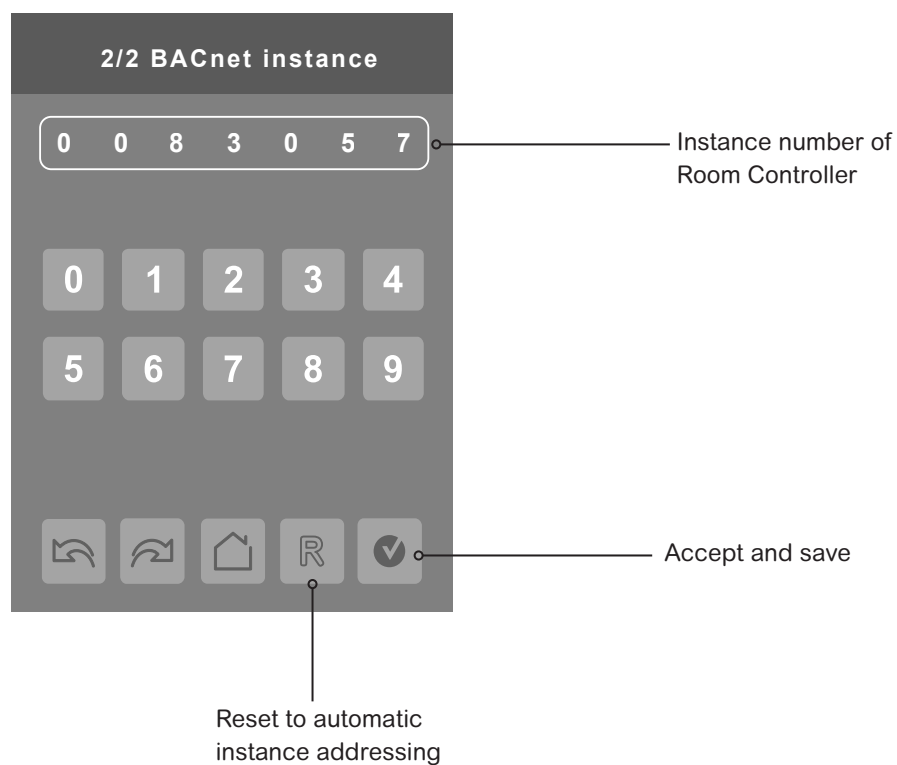 2/2 BACnet instance
0 0 8 3 0 5 7
Instance number of
Room Controller
0 1 2 3 4
5 6 7 8 9
R
Accept and save
Reset to automatic
instance addressing